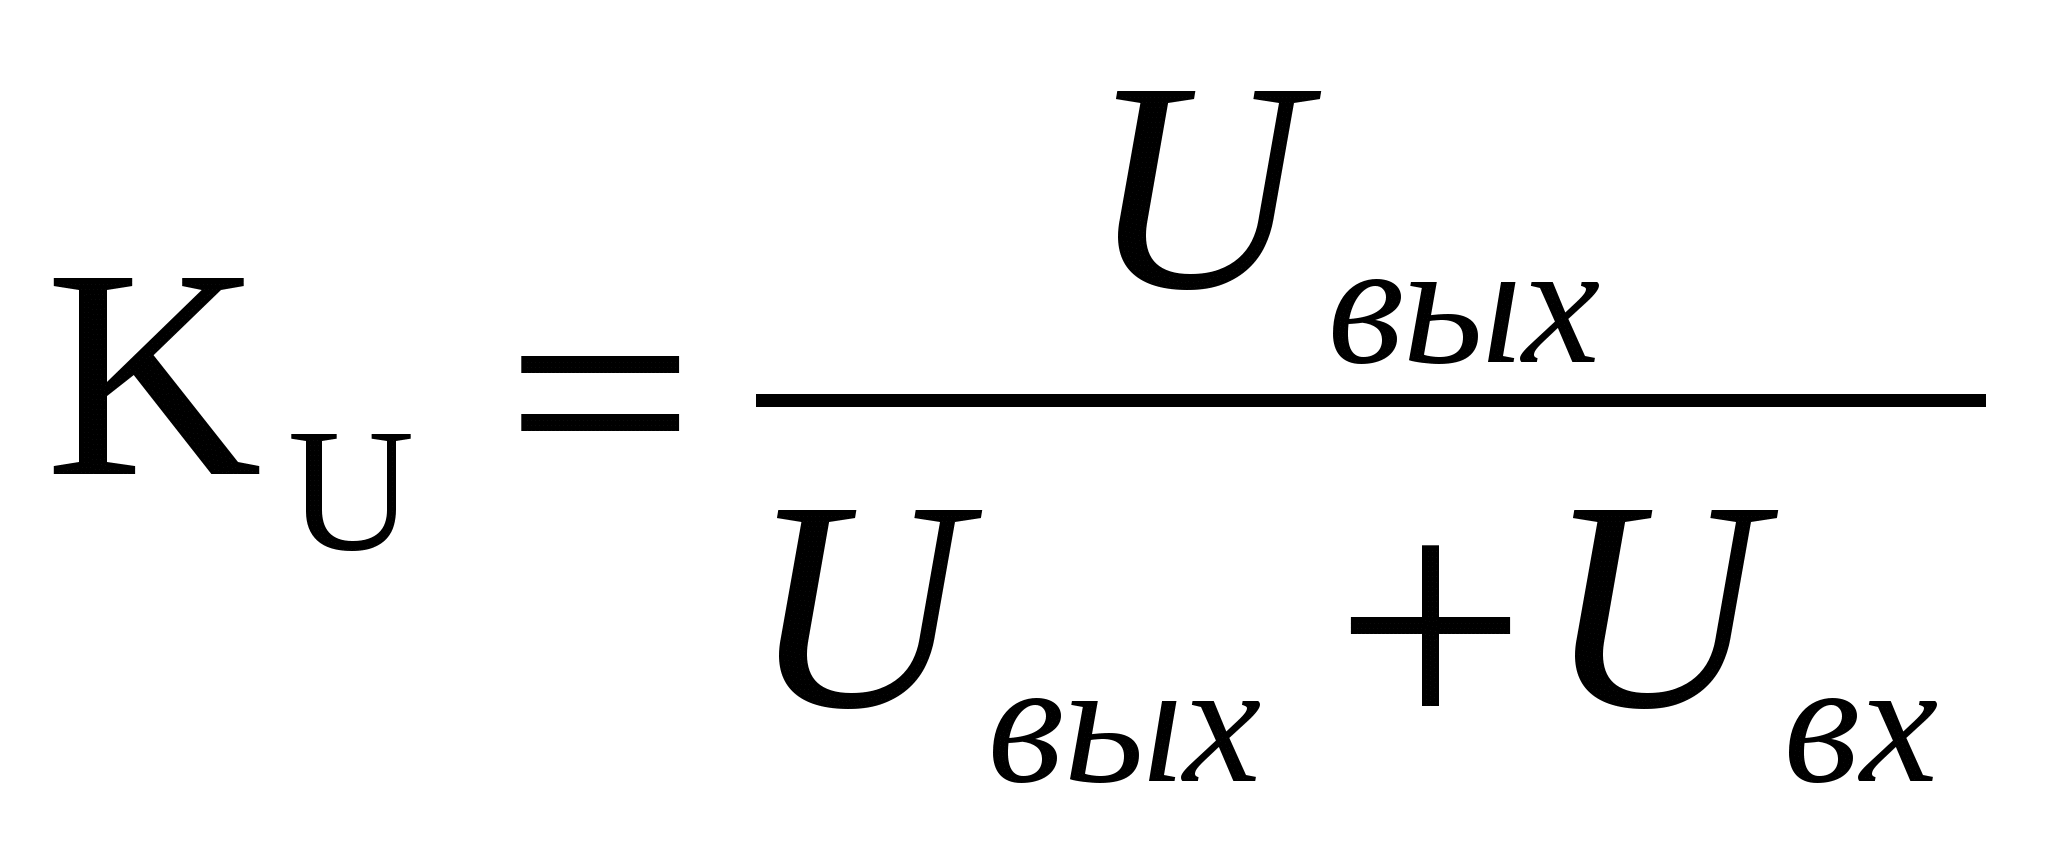 K_U = U_вых / (U_вых + U_вх)